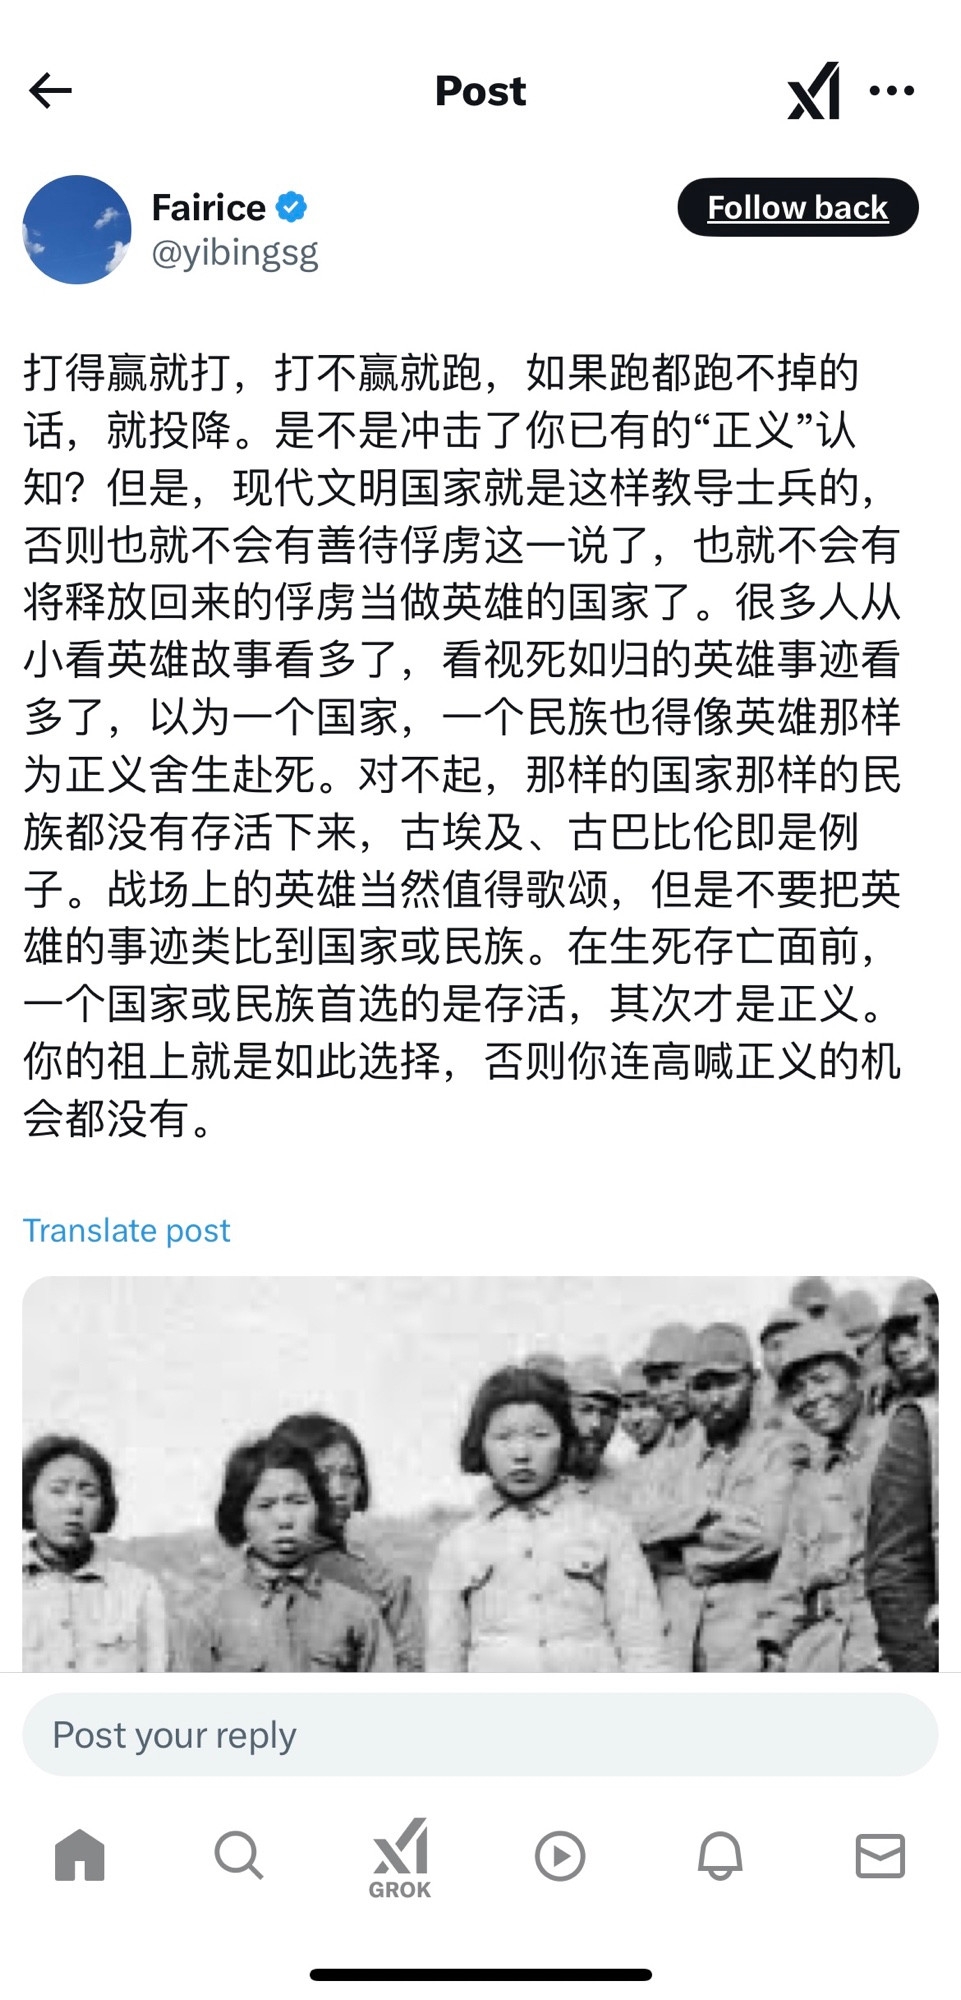 Post
Fairice
@yibingsg
Follow back
打得赢就打，打不赢就跑，如果跑都跑不掉的
话，就投降。是不是冲击了你已有的“正义”认
知？但是，现代文明国家就是这样教导士兵的，
否则也就不会有善待俘虏这一说了，也就不会有
将释放回来的俘虏当做英雄的国家了。很多人从
小看英雄故事看多了，看视死如归的英雄事迹看
多了，以为一个国家，一个民族也得像英雄那样
为正义舍生赴死。对不起，那样的国家那样的民
族都没有存活下来，古埃及、古巴比伦即是例
子。战场上的英雄当然值得歌颂，但是不要把英
雄的事迹类比到国家或民族。在生死存亡面前，
一个国家或民族首选的是存活，其次才是正义。
你的祖上就是如此选择，否则你连高喊正义的机
会都没有。
Translate post
Post your reply
GROK